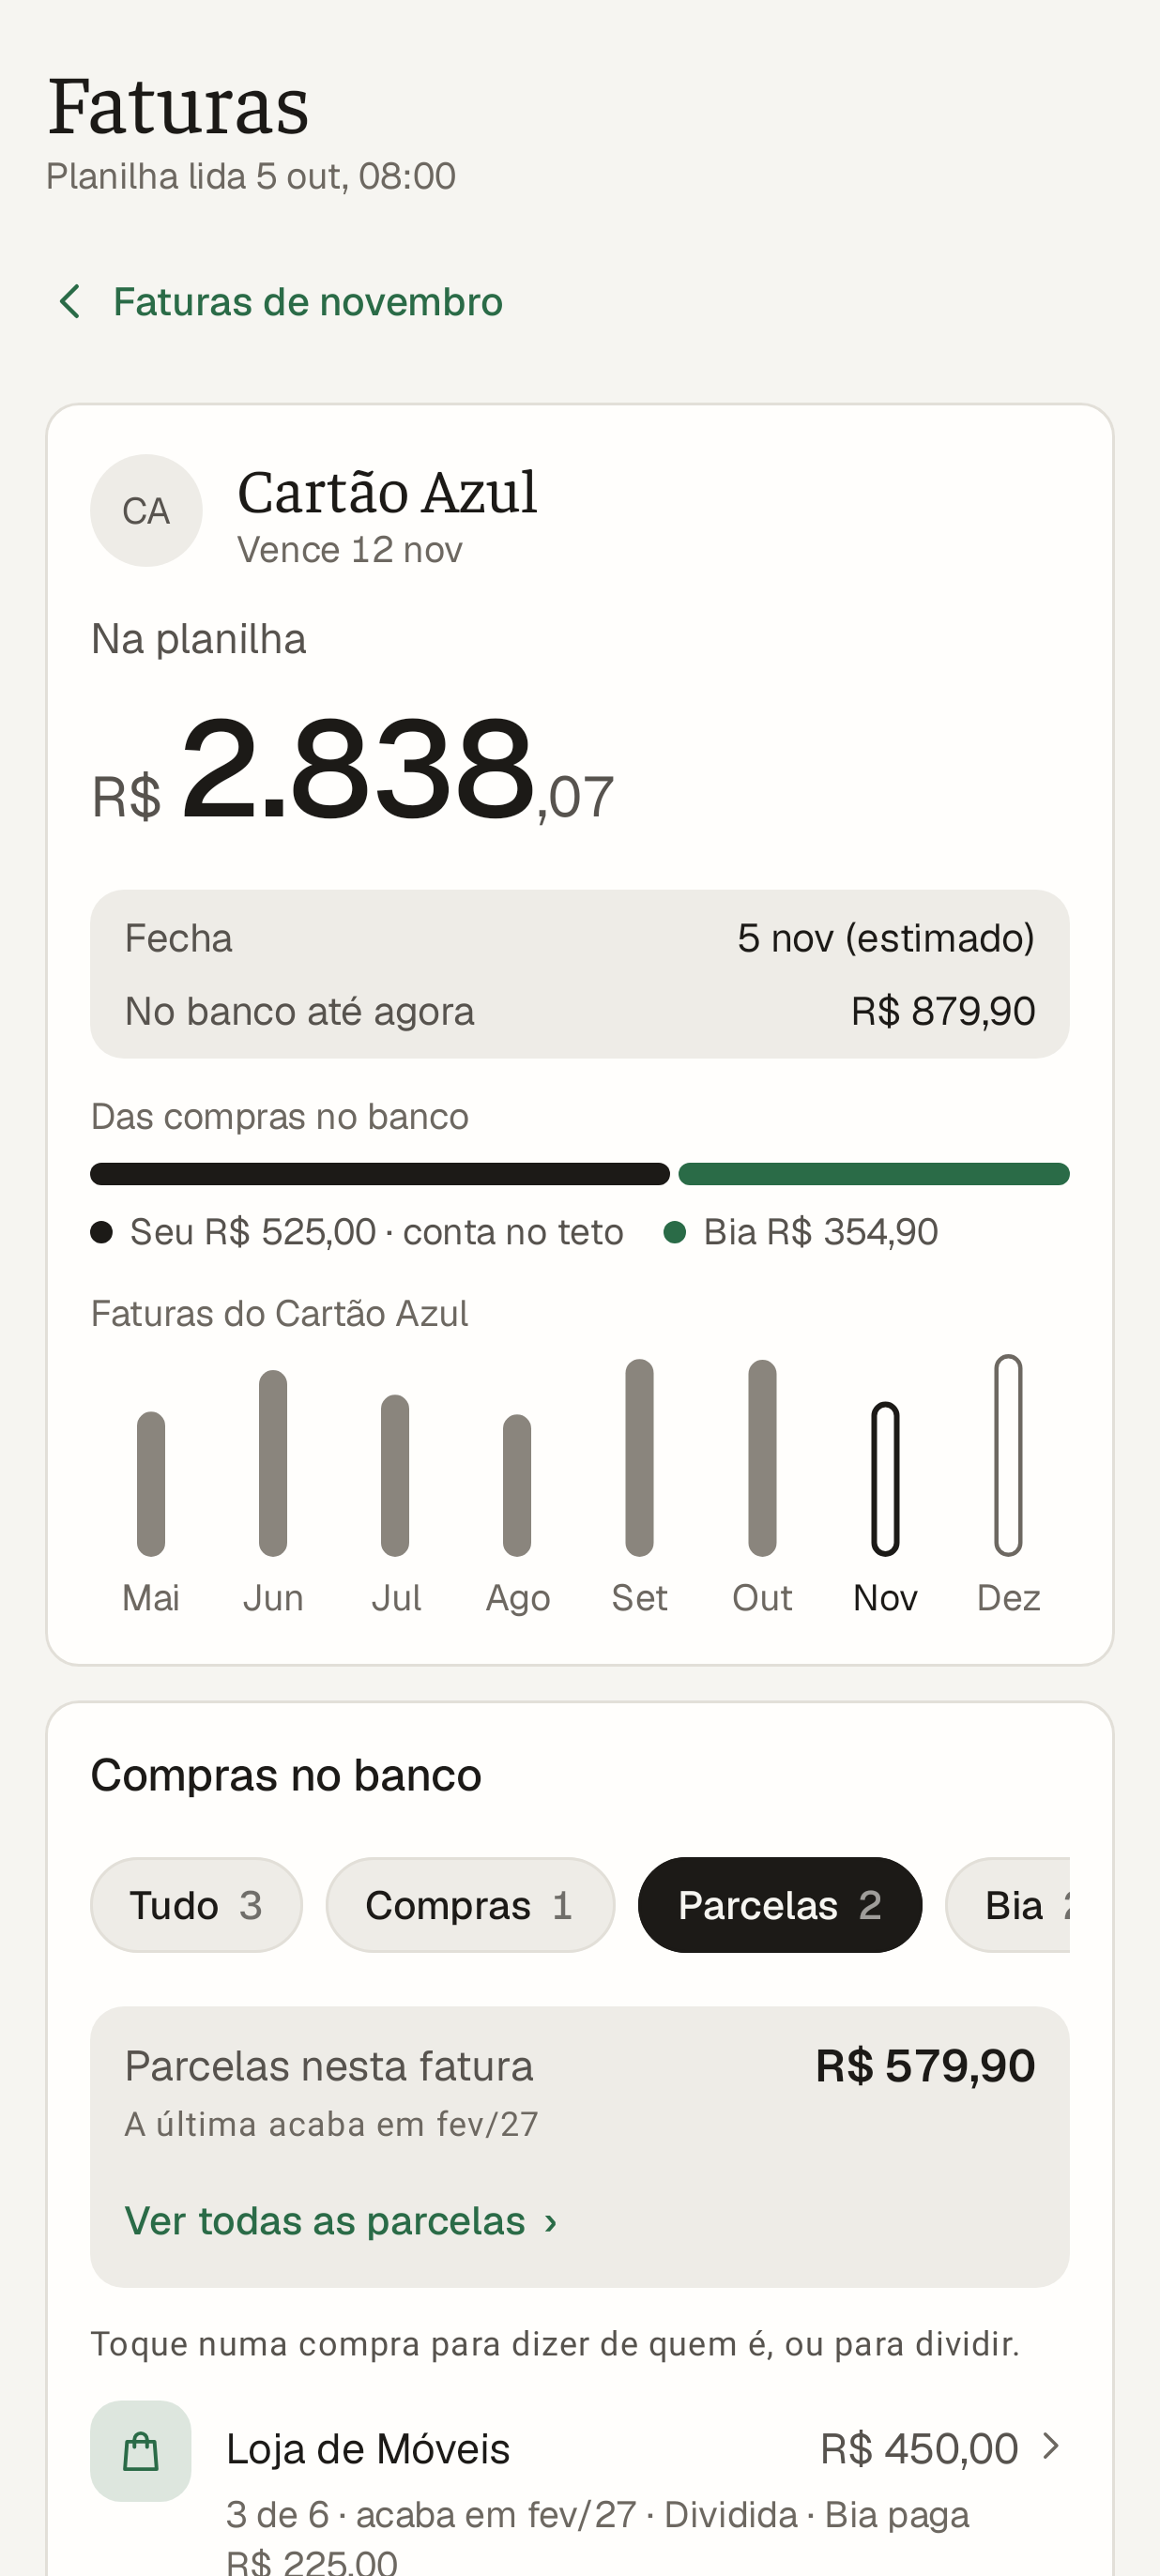 Faturas
Planilha lida 5 out, 08:00
Faturas de novembro
CA
Cartão Azul
Vence 12 nov
Na planilha
R$ 2.838,07
Fecha 5 nov (estimado)
No banco até agora R$ 879,90
Das compras no banco
Seu R$ 525,00 · conta no teto Bia R$ 354,90
Faturas do Cartão Azul
Mai Jun Jul Ago Set Out Nov Dez
Compras no banco
Tudo 3 Compras 1 Parcelas 2 Bia
Parcelas nesta fatura R$ 579,90
A última acaba em fev/27
Ver todas as parcelas ›
Toque numa compra para dizer de quem é, ou para dividir.
Loja de Móveis R$ 450,00
3 de 6 · acaba em fev/27 · Dividida · Bia paga
R$ 225,00